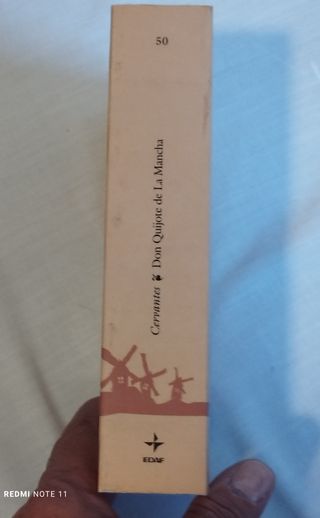 50
Cervantes ❦ Don Quijote de La Mancha
EDAF
REDMI NOTE 11